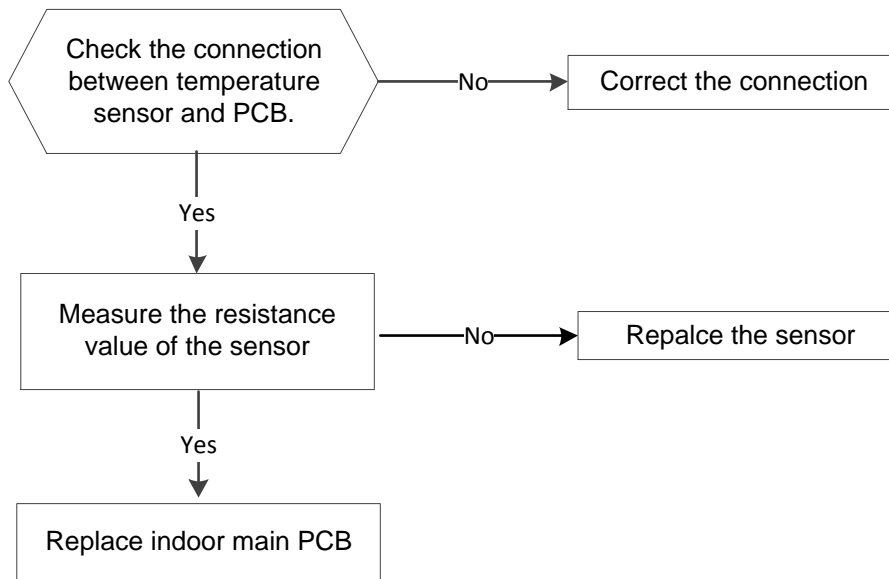 Check the connection
between temperature
sensor and PCB.
No
Correct the connection
Yes
Measure the resistance
value of the sensor
No
Repalce the sensor
Yes
Replace indoor main PCB